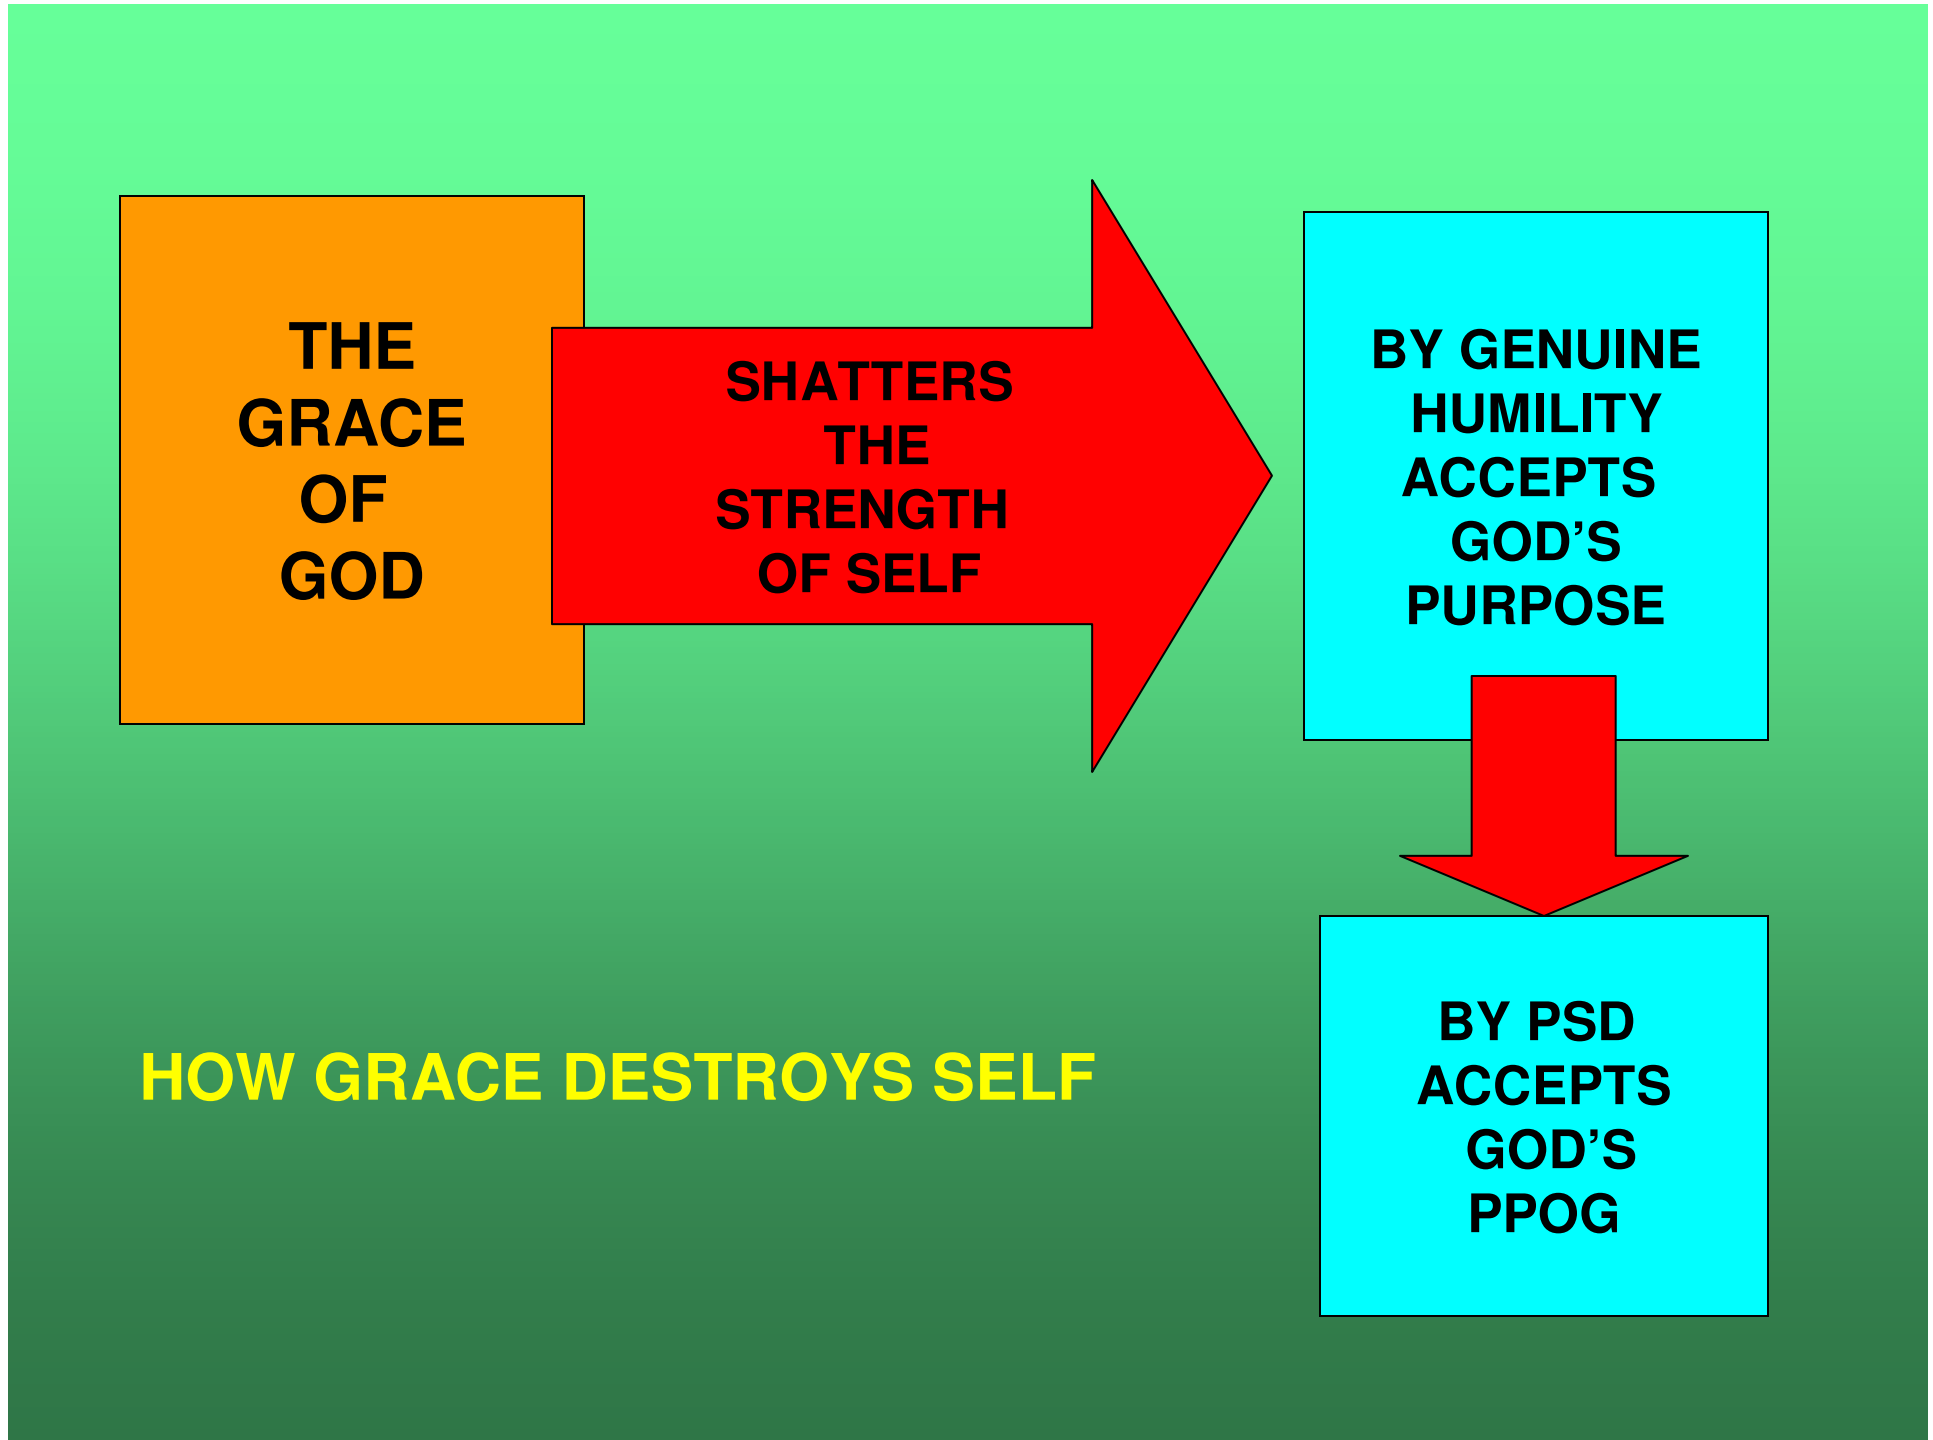 THE
GRACE
OF
GOD
SHATTERS
THE
STRENGTH
OF SELF
BY GENUINE
HUMILITY
ACCEPTS
GOD’S
PURPOSE
BY PSD
ACCEPTS
GOD’S
PPOG
HOW GRACE DESTROYS SELF